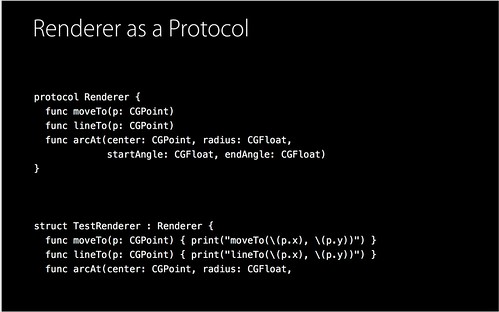 Renderer as a Protocol
protocol Renderer {
func moveTo(p: CGPoint)
func lineTo(p: CGPoint)
func arcAt(center: CGPoint, radius: CGFloat,
startAngle: CGFloat, endAngle: CGFloat)
}
struct TestRenderer : Renderer {
func moveTo(p: CGPoint) { print("moveTo(\(p.x), \(p.y))") }
func lineTo(p: CGPoint) { print("lineTo(\(p.x), \(p.y))") }
func arcAt(center: CGPoint, radius: CGFloat,